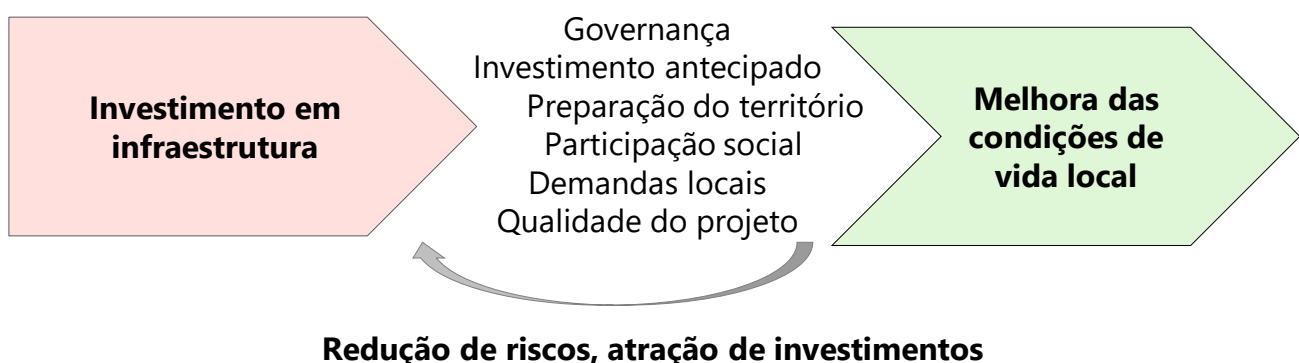 Investimento em
infraestrutura
Governança
Investimento antecipado
Preparação do território
Participação social
Demandas locais
Qualidade do projeto
Melhora das
condições de
vida local
Redução de riscos, atração de investimentos